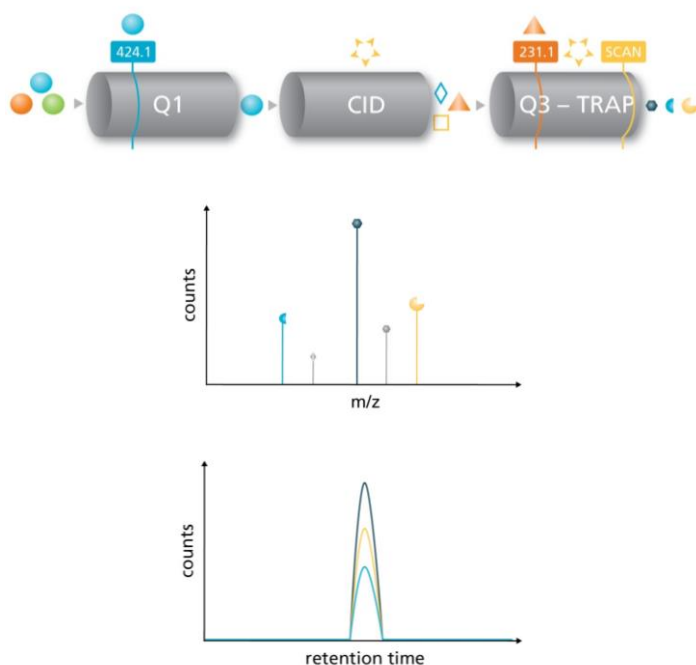 424.1
231.1
SCAN
Q1
CID
Q3 – TRAP
counts
m/z
counts
retention time